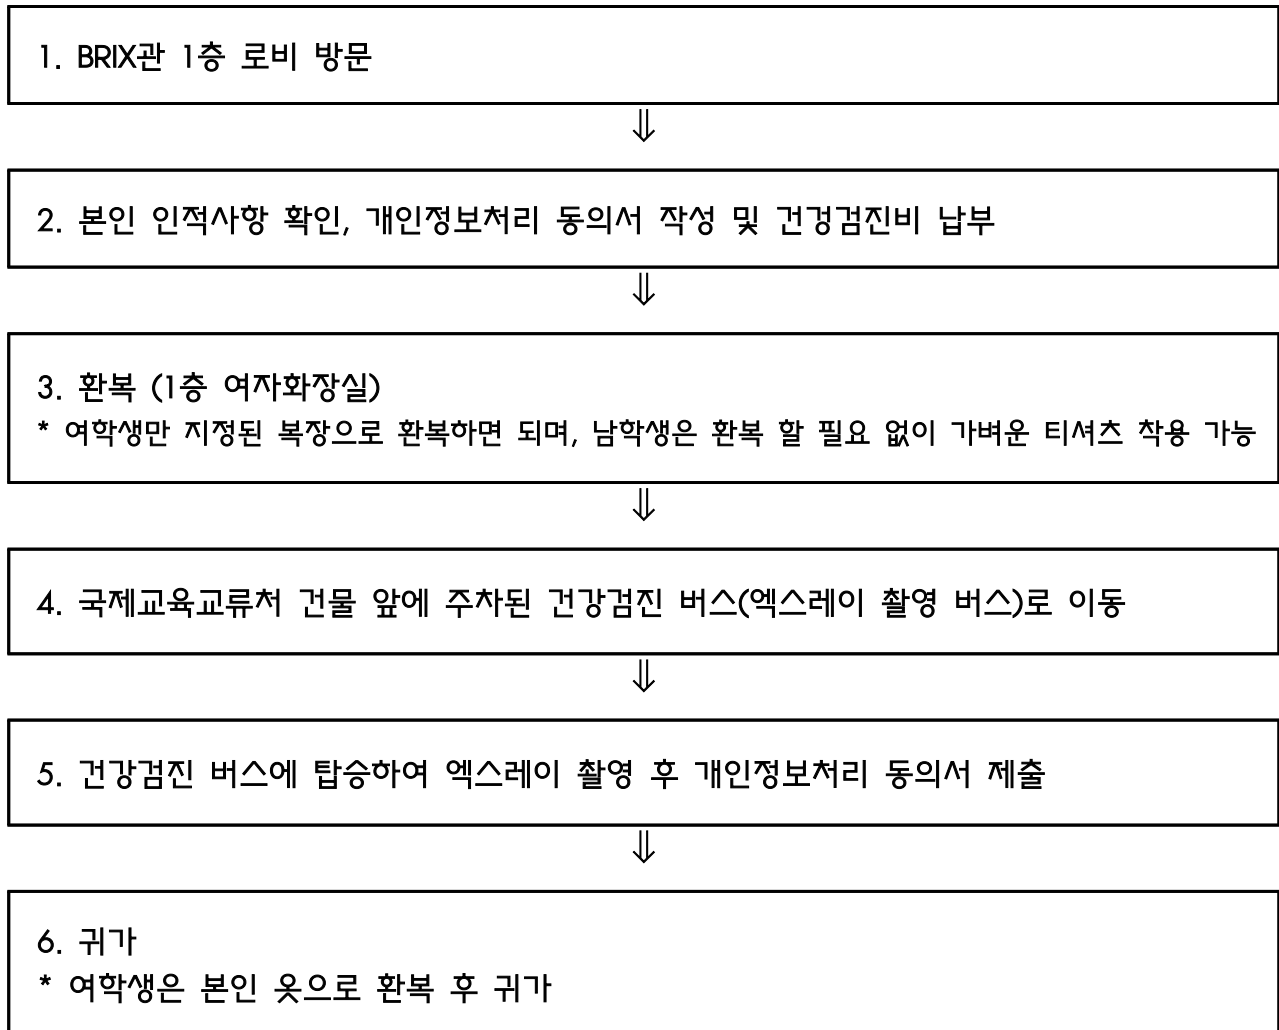 1. BRIX관 1층 로비 방문
⇓
2. 본인 인적사항 확인, 개인정보처리 동의서 작성 및 건겅검진비 납부
⇓
3. 환복 (1층 여자화장실)
* 여학생만 지정된 복장으로 환복하면 되며, 남학생은 환복 할 필요 없이 가벼운 티셔츠 착용 가능
⇓
4. 국제교육교류처 건물 앞에 주차된 건강검진 버스(엑스레이 촬영 버스)로 이동
⇓
5. 건강검진 버스에 탑승하여 엑스레이 촬영 후 개인정보처리 동의서 제출
⇓
6. 귀가
* 여학생은 본인 옷으로 환복 후 귀가